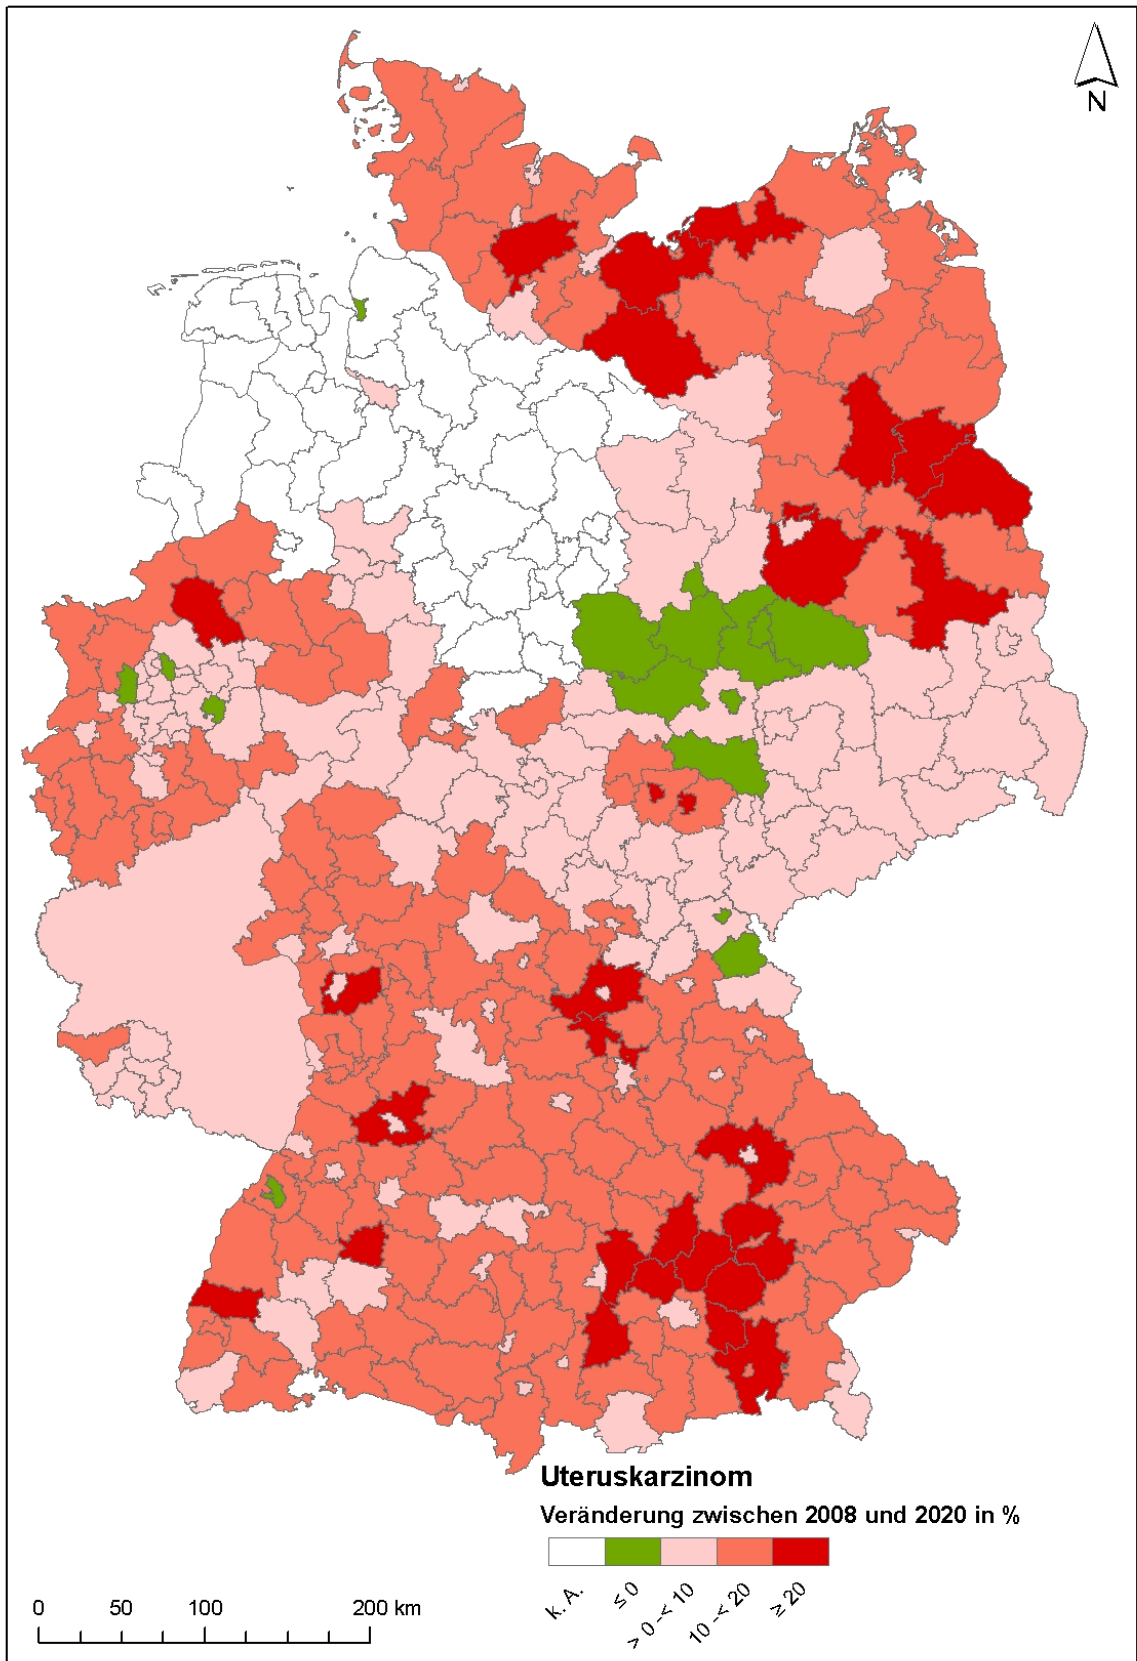 N
Uteruskarzinom
Veränderung zwischen 2008 und 2020 in %
k. A.
≤ 0
> 0 -< 10
10 -< 20
≥ 20
0 50 100 200 km